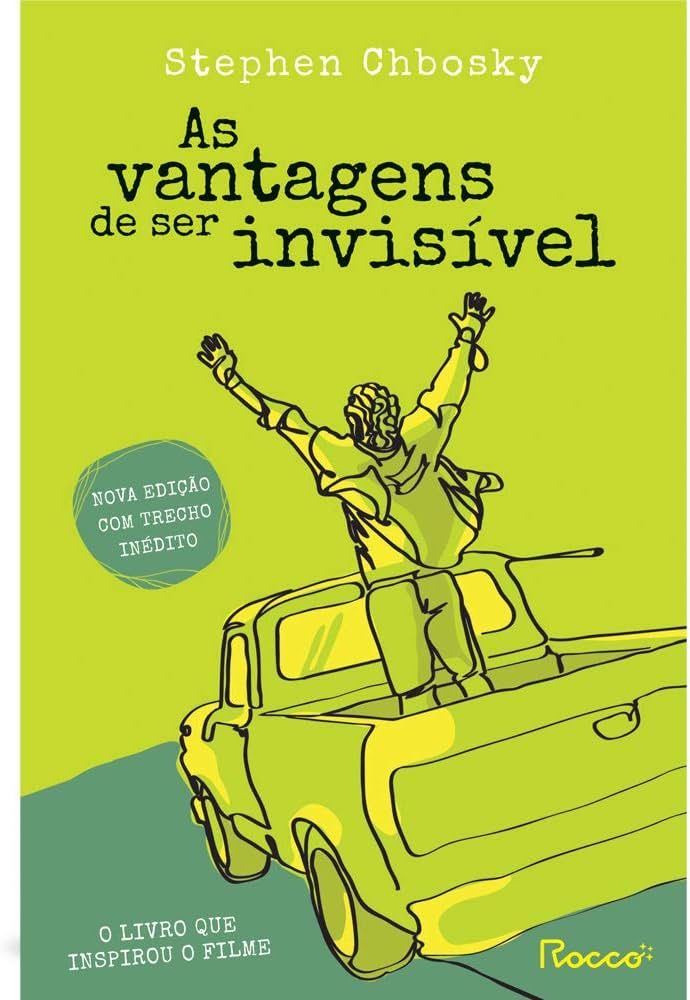 Stephen Chbosky
As
vantagens
de ser invisível
NOVA EDIÇÃO
COM TRECHO
INÉDITO
O LIVRO QUE
INSPIROU O FILME
Rocco